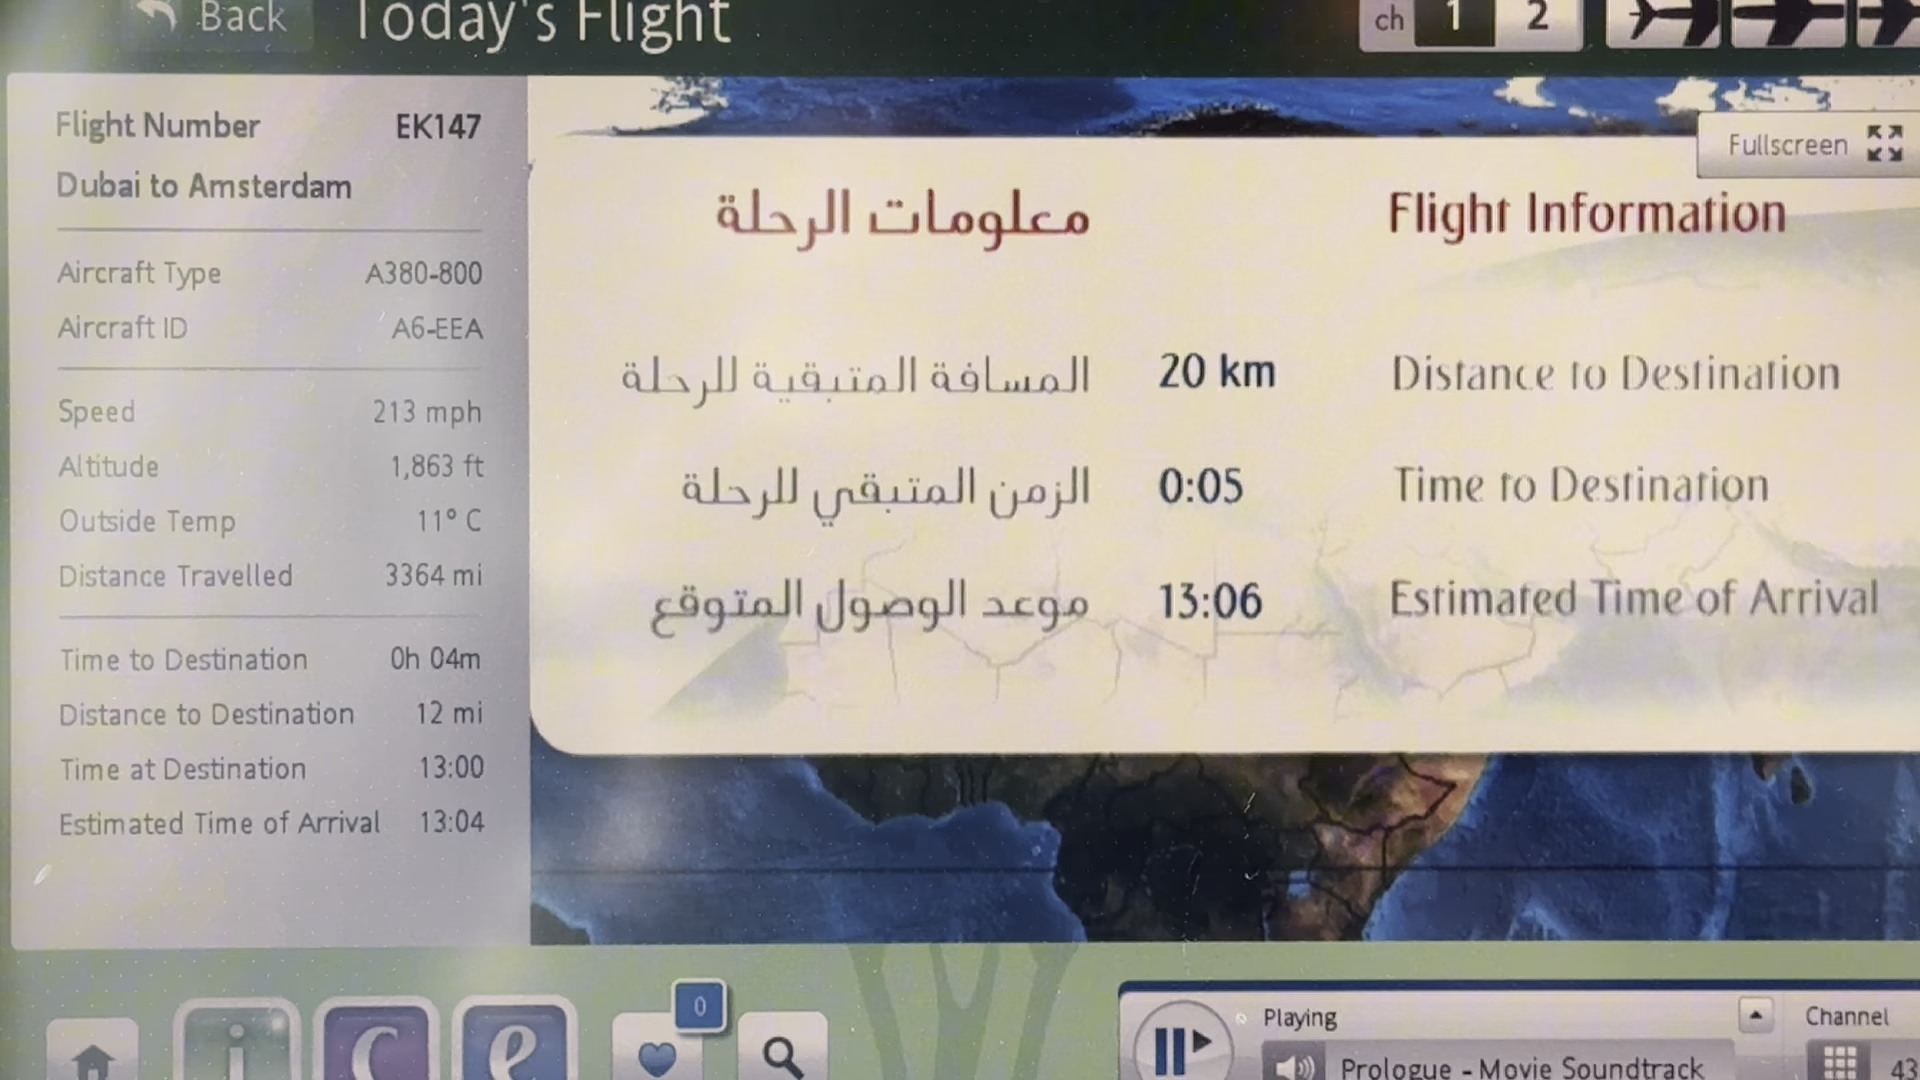 Back
Today's Flight
ch 1 2
Flight Number EK147
Dubai to Amsterdam
Aircraft Type A380-800
Aircraft ID A6-EEA
Speed 213 mph
Altitude 1,863 ft
Outside Temp 11° C
Distance Travelled 3364 mi
Time to Destination 0h 04m
Distance to Destination 12 mi
Time at Destination 13:00
Estimated Time of Arrival 13:04
Fullscreen
معلومات الرحلة Flight Information
المسافة المتبقية للرحلة 20 km Distance to Destination
الزمن المتبقي للرحلة 0:05 Time to Destination
موعد الوصول المتوقع 13:06 Estimated Time of Arrival
i c e
0
Playing
Prologue - Movie Soundtrack
Channel
43